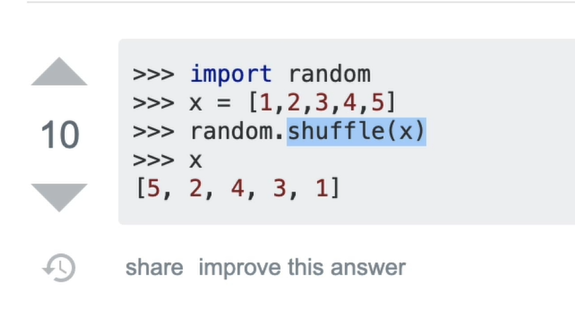 >>> import random
>>> x = [1,2,3,4,5]
10
>>> random.shuffle(x)
>>> x
[5, 2, 4, 3, 1]
share improve this answer